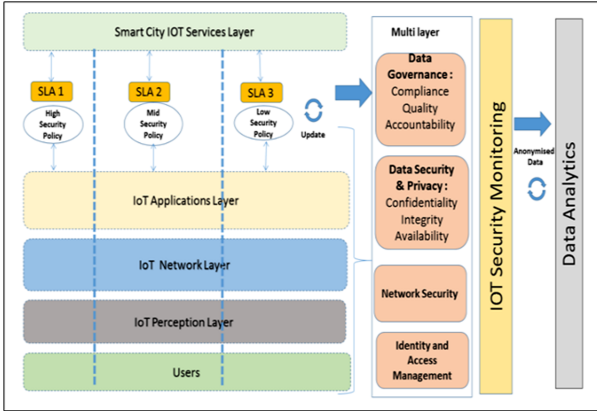 Smart City IOT Services Layer
SLA 1
SLA 2
SLA 3
High
Security
Policy
Mid
Security
Policy
Low
Security
Policy
Update
IoT Applications Layer
IoT Network Layer
IoT Perception Layer
Users
Multi layer
Data
Governance :
Compliance
Quality
Accountability
Data Security
& Privacy :
Confidentiality
Integrity
Availability
Network Security
Identity and
Access
Management
IOT Security Monitoring
Anonymised
Data
Data Analytics